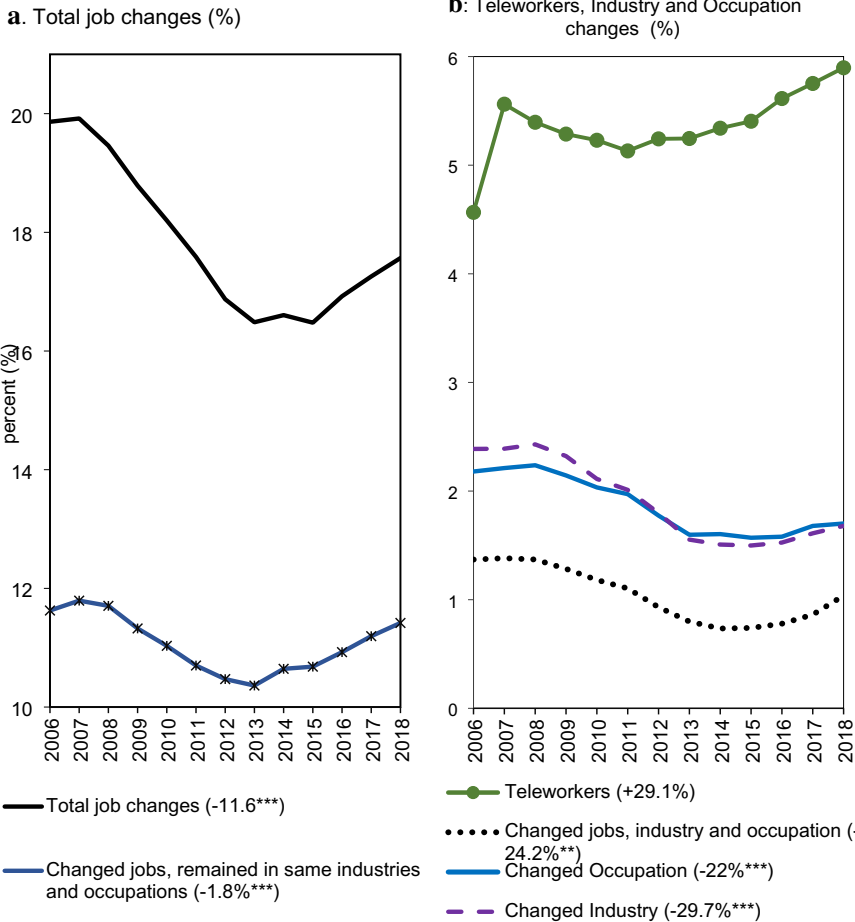 a. Total job changes (%)
20
18
16
14
12
10
percent (%)
2006 2007 2008 2009 2010 2011 2012 2013 2014 2015 2016 2017 2018
Total job changes (-11.6***)
Changed jobs, remained in same industries
and occupations (-1.8%***)
b: Teleworkers, Industry and Occupation
changes (%)
6
5
4
3
2
1
0
2006 2007 2008 2009 2010 2011 2012 2013 2014 2015 2016 2017 2018
Teleworkers (+29.1%)
Changed jobs, industry and occupation (-
24.2%**)
Changed Occupation (-22%***)
Changed Industry (-29.7%***)